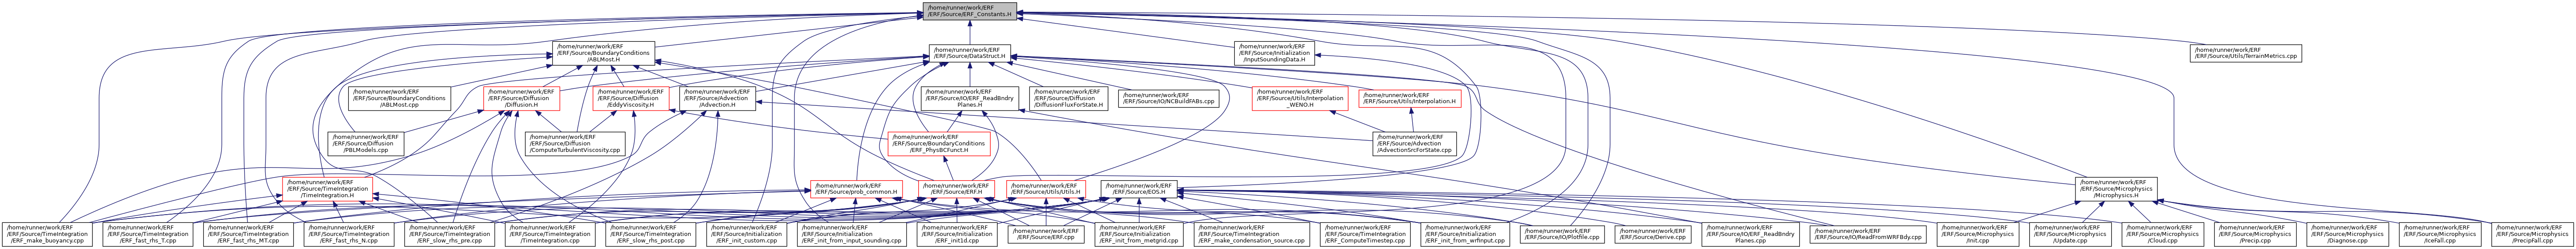 /home/runner/work/ERF
/ERF/Source/ERF_Constants.H
/home/runner/work/ERF
/ERF/Source/BoundaryConditions
/ABLMost.H
/home/runner/work/ERF
/ERF/Source/DataStruct.H
/home/runner/work/ERF
/ERF/Source/Initialization
/InputSoundingData.H
/home/runner/work/ERF
/ERF/Source/Utils/TerrainMetrics.cpp
/home/runner/work/ERF
/ERF/Source/BoundaryConditions
/ABLMost.cpp
/home/runner/work/ERF
/ERF/Source/Diffusion
/Diffusion.H
/home/runner/work/ERF
/ERF/Source/Diffusion
/EddyViscosity.H
/home/runner/work/ERF
/ERF/Source/Advection
/Advection.H
/home/runner/work/ERF
/ERF/Source/IO/ERF_ReadBndry
Planes.H
/home/runner/work/ERF
/ERF/Source/Diffusion
/DiffusionFluxForState.H
/home/runner/work/ERF
/ERF/Source/IO/NCBuildFABs.cpp
/home/runner/work/ERF
/ERF/Source/Utils/Interpolation
_WENO.H
/home/runner/work/ERF
/ERF/Source/Utils/Interpolation.H
/home/runner/work/ERF
/ERF/Source/Diffusion
/PBLModels.cpp
/home/runner/work/ERF
/ERF/Source/Diffusion
/ComputeTurbulentViscosity.cpp
/home/runner/work/ERF
/ERF/Source/BoundaryConditions
/ERF_PhysBCFunct.H
/home/runner/work/ERF
/ERF/Source/Advection
/AdvectionSrcForState.cpp
/home/runner/work/ERF
/ERF/Source/TimeIntegration
/TimeIntegration.H
/home/runner/work/ERF
/ERF/Source/prob_common.H
/home/runner/work/ERF
/ERF/Source/ERF.H
/home/runner/work/ERF
/ERF/Source/Utils/Utils.H
/home/runner/work/ERF
/ERF/Source/EOS.H
/home/runner/work/ERF
/ERF/Source/Microphysics
/Microphysics.H
/home/runner/work/ERF
/ERF/Source/TimeIntegration
/ERF_make_buoyancy.cpp
/home/runner/work/ERF
/ERF/Source/TimeIntegration
/ERF_fast_rhs_T.cpp
/home/runner/work/ERF
/ERF/Source/TimeIntegration
/ERF_fast_rhs_MT.cpp
/home/runner/work/ERF
/ERF/Source/TimeIntegration
/ERF_fast_rhs_N.cpp
/home/runner/work/ERF
/ERF/Source/TimeIntegration
/ERF_slow_rhs_pre.cpp
/home/runner/work/ERF
/ERF/Source/TimeIntegration
/TimeIntegration.cpp
/home/runner/work/ERF
/ERF/Source/TimeIntegration
/ERF_slow_rhs_post.cpp
/home/runner/work/ERF
/ERF/Source/Initialization
/ERF_init_custom.cpp
/home/runner/work/ERF
/ERF/Source/Initialization
/ERF_init_from_input_sounding.cpp
/home/runner/work/ERF
/ERF/Source/Initialization
/ERF_init1d.cpp
/home/runner/work/ERF
/ERF/Source/ERF.cpp
/home/runner/work/ERF
/ERF/Source/Initialization
/ERF_init_from_metgrid.cpp
/home/runner/work/ERF
/ERF/Source/TimeIntegration
/ERF_make_condensation_source.cpp
/home/runner/work/ERF
/ERF/Source/TimeIntegration
/ERF_ComputeTimestep.cpp
/home/runner/work/ERF
/ERF/Source/Initialization
/ERF_init_from_wrfinput.cpp
/home/runner/work/ERF
/ERF/Source/IO/Plotfile.cpp
/home/runner/work/ERF
/ERF/Source/Derive.cpp
/home/runner/work/ERF
/ERF/Source/IO/ERF_ReadBndry
Planes.cpp
/home/runner/work/ERF
/ERF/Source/IO/ReadFromWRFBdy.cpp
/home/runner/work/ERF
/ERF/Source/Microphysics
/Init.cpp
/home/runner/work/ERF
/ERF/Source/Microphysics
/Update.cpp
/home/runner/work/ERF
/ERF/Source/Microphysics
/Cloud.cpp
/home/runner/work/ERF
/ERF/Source/Microphysics
/Precip.cpp
/home/runner/work/ERF
/ERF/Source/Microphysics
/Diagnose.cpp
/home/runner/work/ERF
/ERF/Source/Microphysics
/IceFall.cpp
/home/runner/work/ERF
/ERF/Source/Microphysics
/PrecipFall.cpp